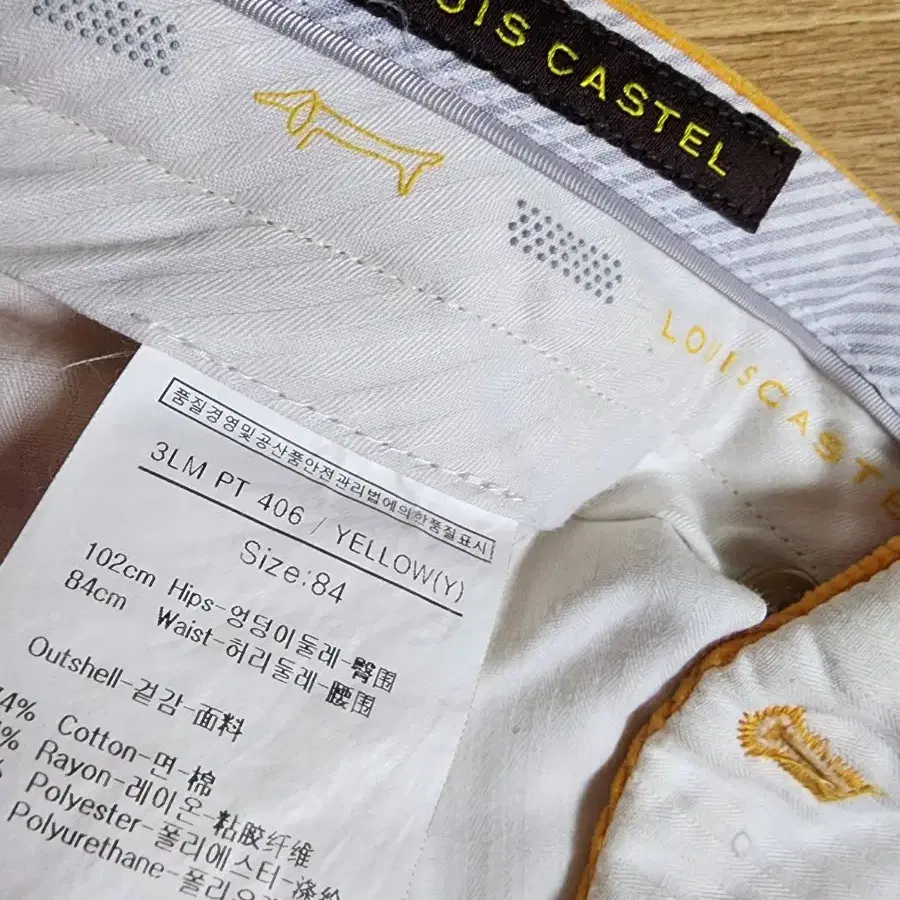 UIS CASTEL
LOUISCASTE
품질경영및공산품안전관리법에의한품질표시
3LM PT 406 / YELLOW(Y)
Size:84
102cm Hips-엉덩이둘레-臀围
84cm Waist-허리둘레-腰围
Outshell-겉감-面料
4% Cotton-면-棉
% Rayon-레이온-粘胶纤维
% Polyester-폴리에스터-涤纶
Polyurethane-폴리